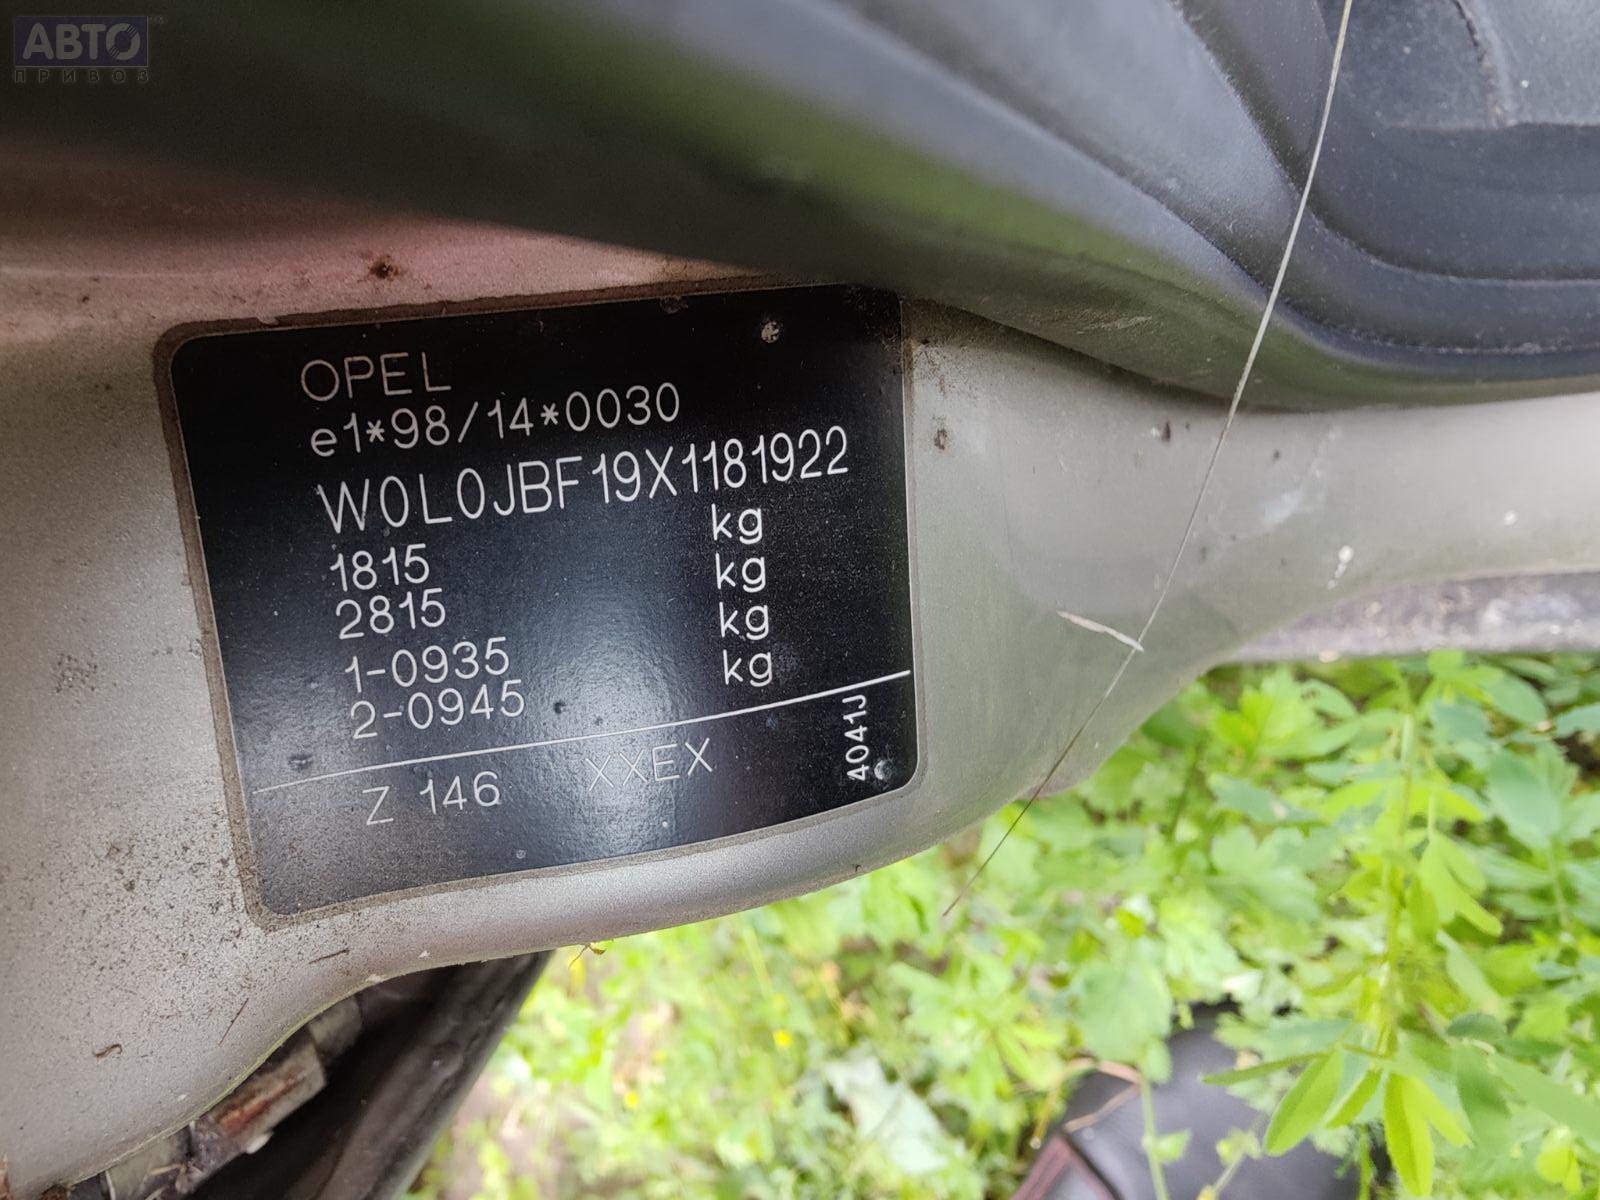 АВТО
ПРИВОЗ
OPEL
e1*98/14*0030
W0L0JBF19X1181922
1815 kg
2815 kg
1-0935 kg
2-0945 kg
Z 146 XXEX
4041J